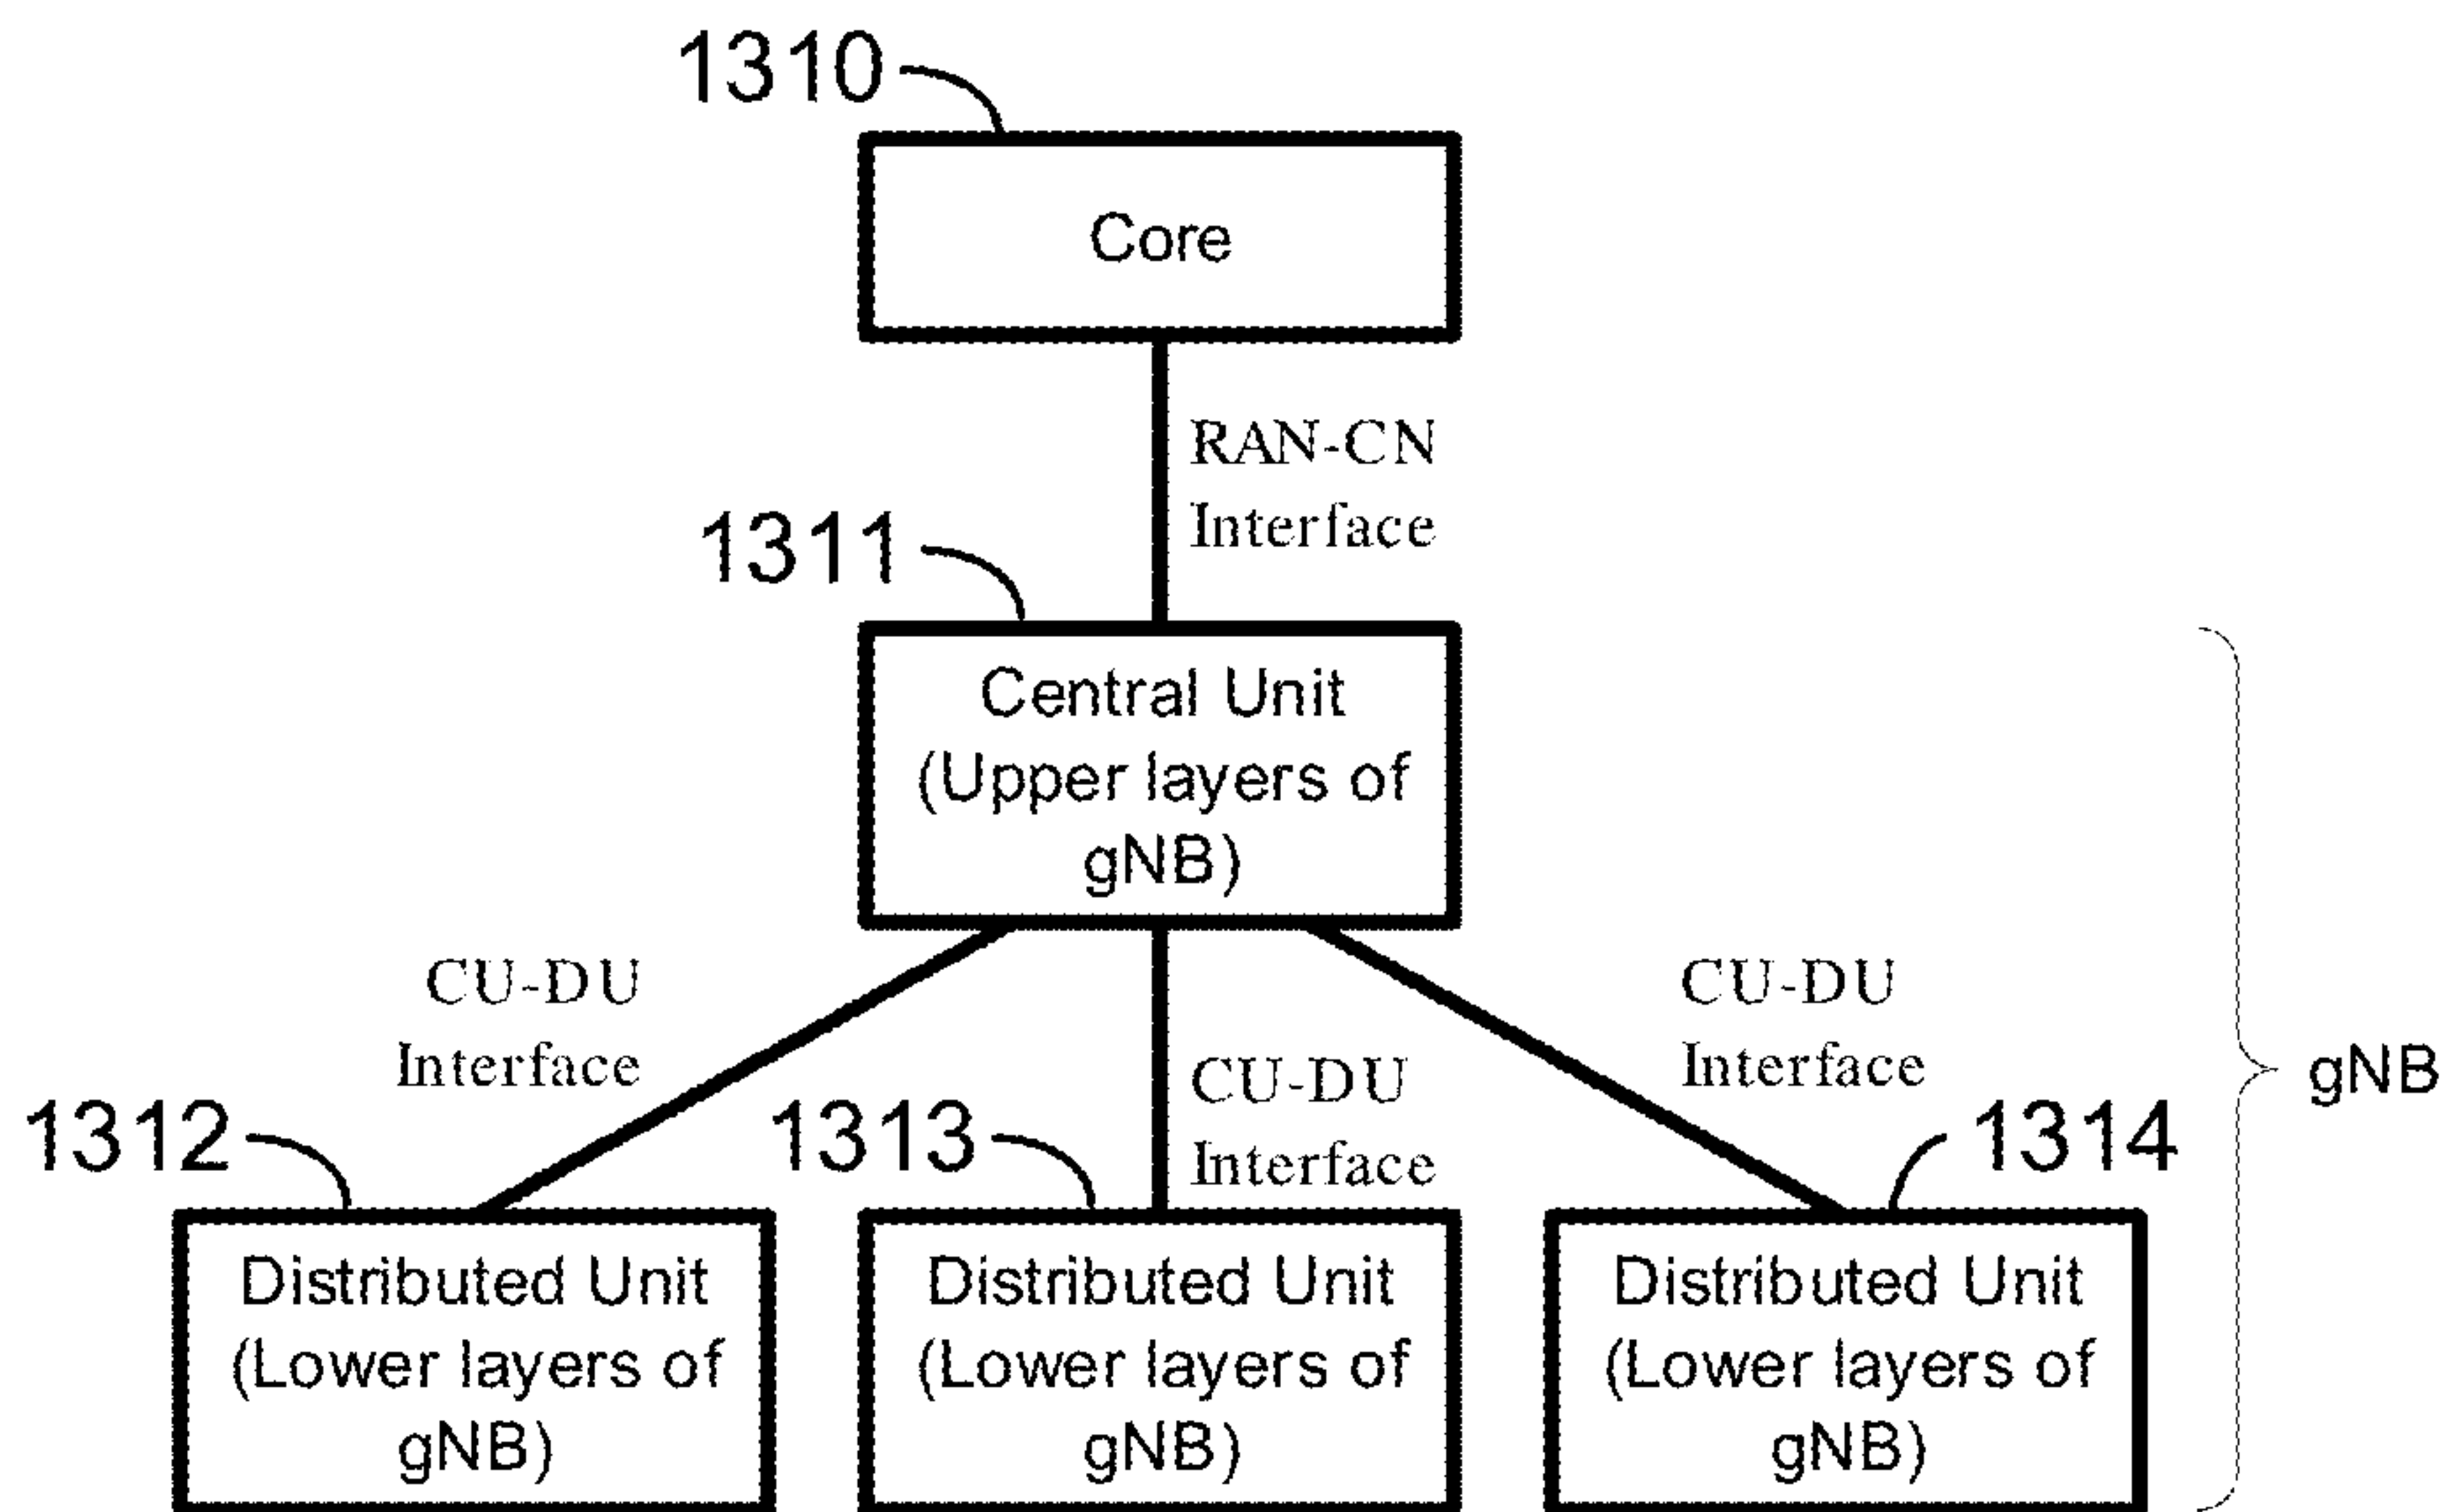 1310
Core
RAN-CN
Interface
1311
Central Unit
(Upper layers of
gNB)
CU-DU
Interface
CU-DU
Interface
CU-DU
Interface
gNB
1312
1313
1314
Distributed Unit
(Lower layers of
gNB)
Distributed Unit
(Lower layers of
gNB)
Distributed Unit
(Lower layers of
gNB)